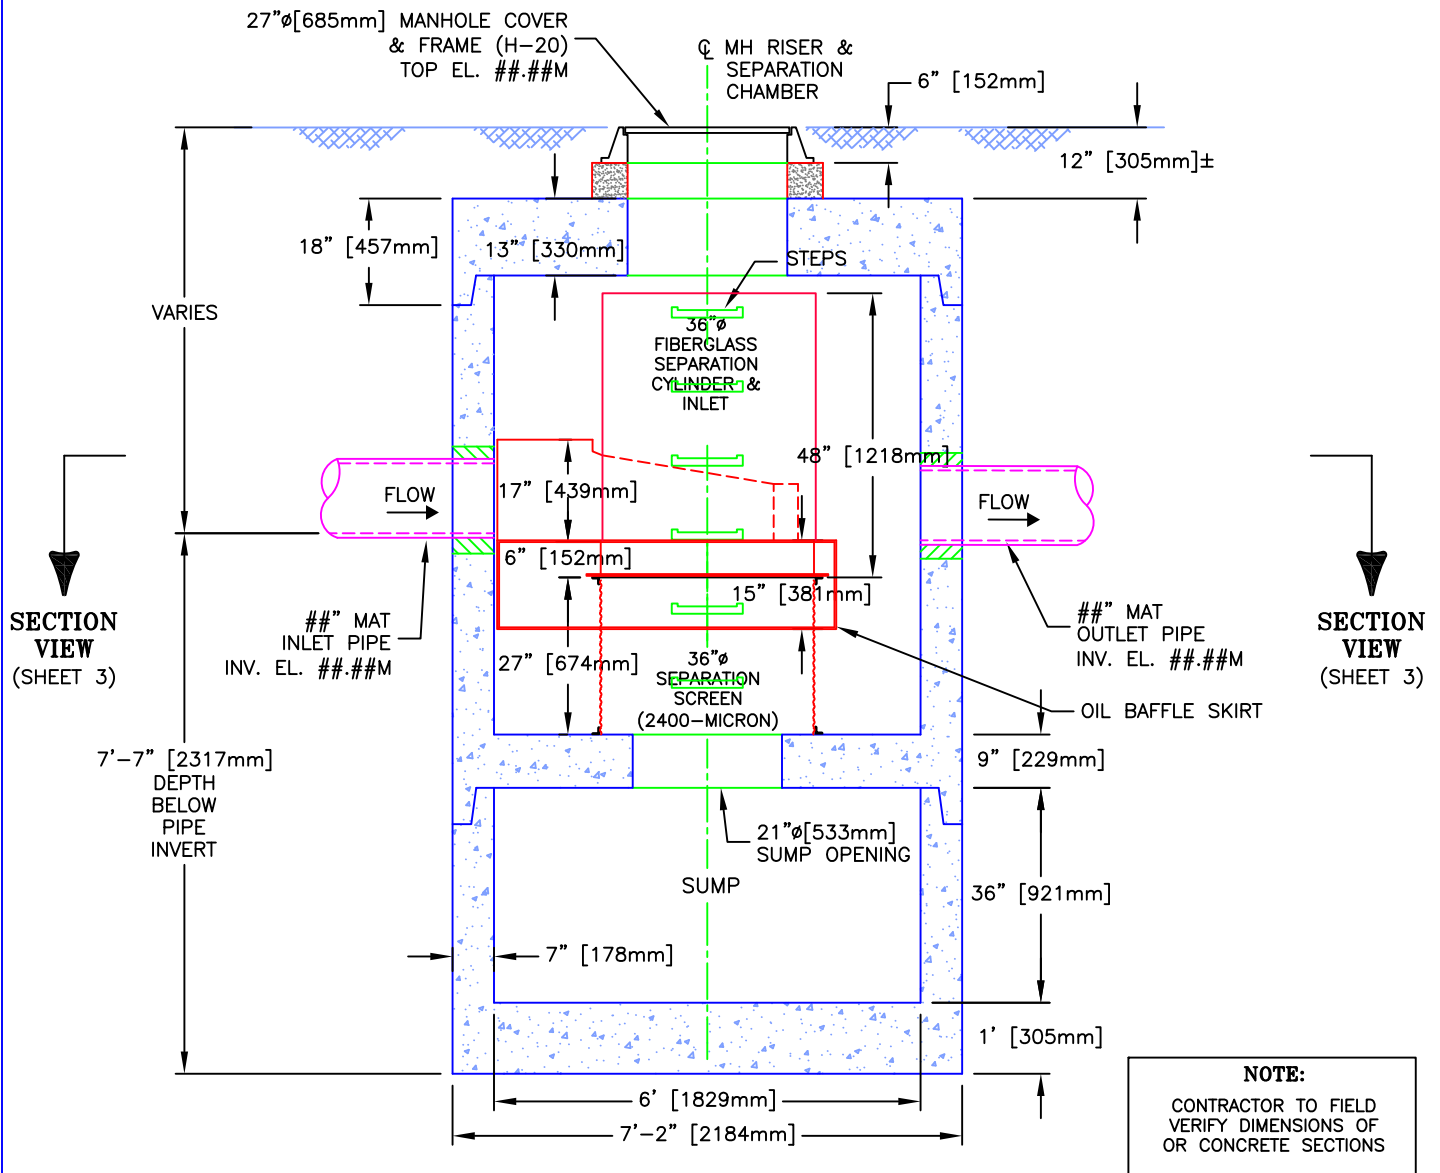 27”ø[685mm] MANHOLE COVER
& FRAME (H-20)
TOP EL. ##.##M
℄ MH RISER &
SEPARATION
CHAMBER
6” [152mm]
12” [305mm]±
18” [457mm]
13” [330mm]
STEPS
VARIES
36”ø
FIBERGLASS
SEPARATION
CYLINDER &
INLET
48” [1218mm]
17” [439mm]
FLOW
FLOW
6” [152mm]
15” [381mm]
SECTION
VIEW
(SHEET 3)
##” MAT
INLET PIPE
INV. EL. ##.##M
27” [674mm]
36”ø
SEPARATION
SCREEN
(2400-MICRON)
##” MAT
OUTLET PIPE
INV. EL. ##.##M
SECTION
VIEW
(SHEET 3)
OIL BAFFLE SKIRT
7’-7” [2317mm]
DEPTH
BELOW
PIPE
INVERT
9” [229mm]
21”ø[533mm]
SUMP OPENING
SUMP
36” [921mm]
7” [178mm]
1’ [305mm]
6’ [1829mm]
7’-2” [2184mm]
NOTE:
CONTRACTOR TO FIELD
VERIFY DIMENSIONS OF
OR CONCRETE SECTIONS